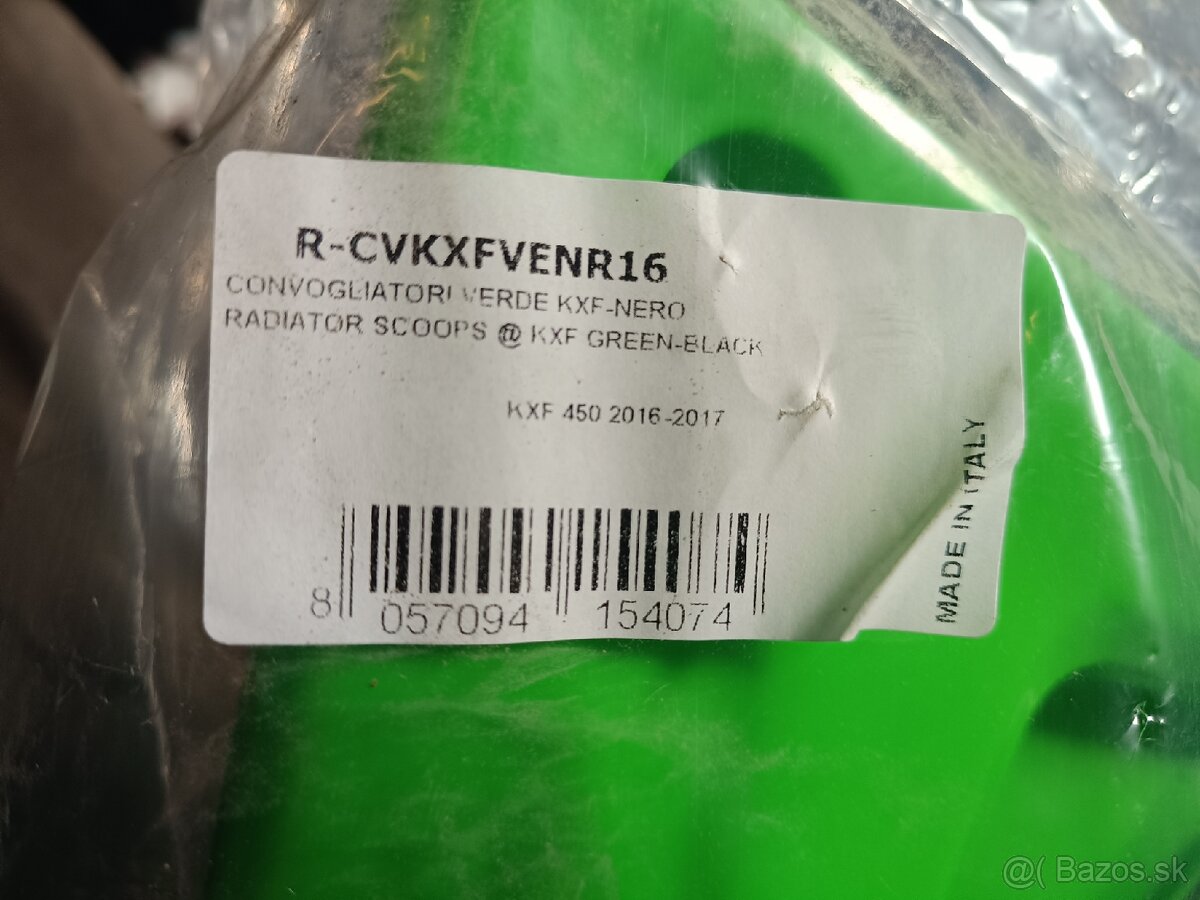 R-CVKXFVENR16
CONVOGLIATORI VERDE KXF-NERO
RADIATOR SCOOPS @ KXF GREEN-BLACK
KXF 450 2016-2017
MADE IN ITALY
8 057094 154074
@( Bazos.sk